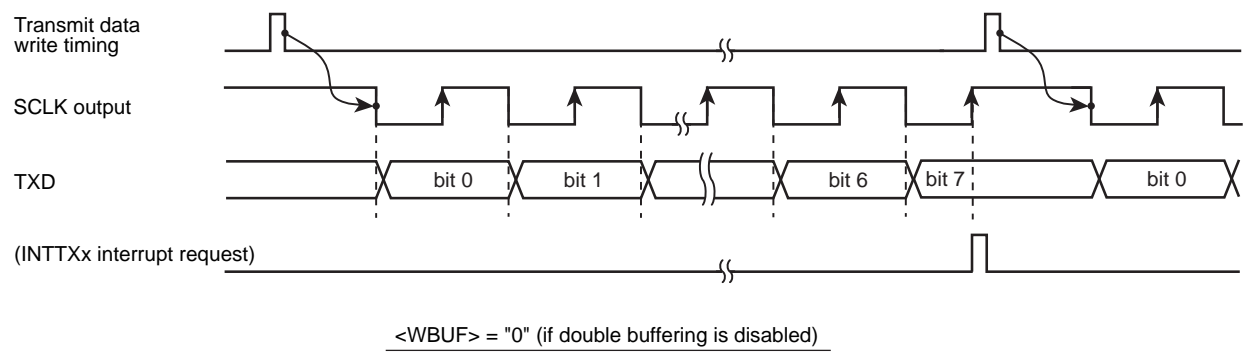 Transmit data
write timing
SCLK output
TXD
bit 0
bit 1
bit 6
bit 7
bit 0
(INTTXx interrupt request)
<WBUF> = "0" (if double buffering is disabled)